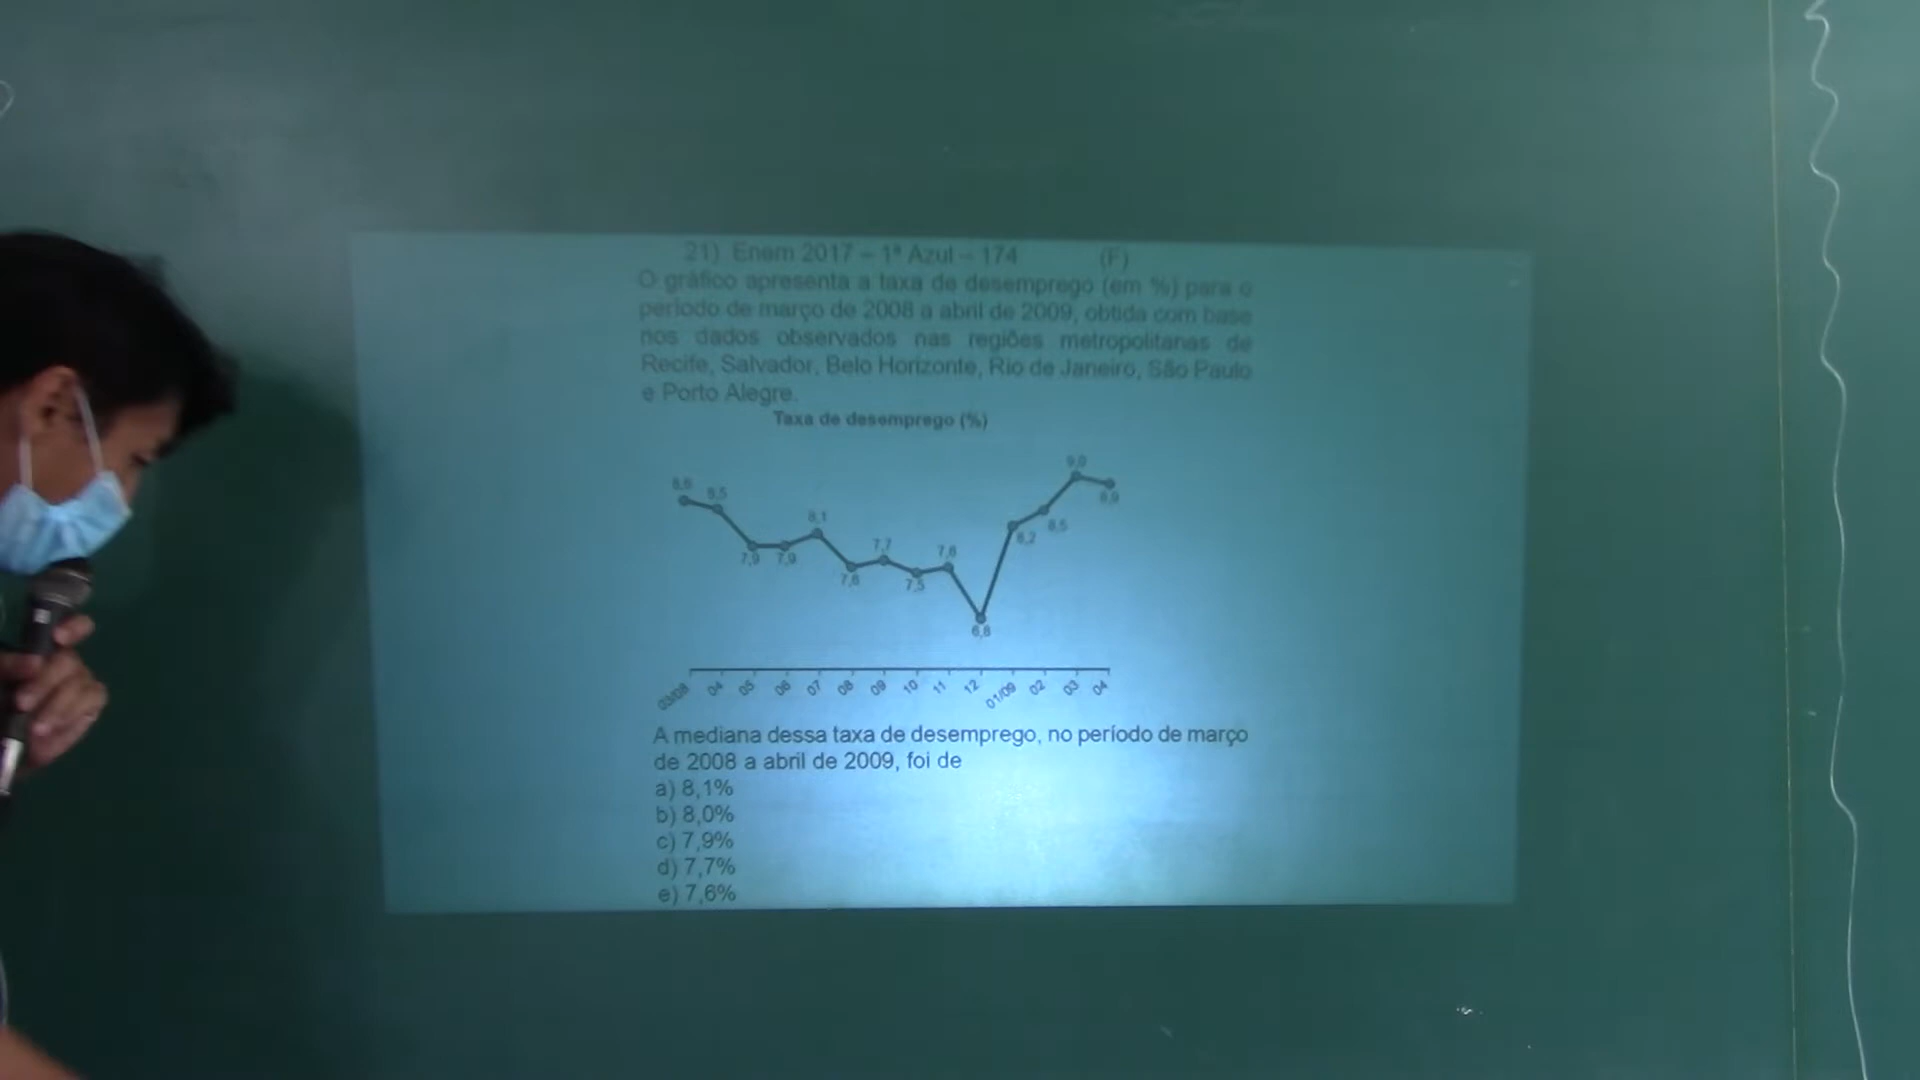 21) Enem 2017 – 1ª Azul – 174 (F)
O gráfico apresenta a taxa de desemprego (em %) para o
período de março de 2008 a abril de 2009, obtida com base
nos dados observados nas regiões metropolitanas de
Recife, Salvador, Belo Horizonte, Rio de Janeiro, São Paulo
e Porto Alegre.
Taxa de desemprego (%)
8,6 8,5 7,9 7,9 8,1 7,6 7,7 7,5 7,6 6,8 8,2 8,5 9,0 8,9
03/08 04 05 06 07 08 09 10 11 12 01/09 02 03 04
A mediana dessa taxa de desemprego, no período de março
de 2008 a abril de 2009, foi de
a) 8,1%
b) 8,0%
c) 7,9%
d) 7,7%
e) 7,6%